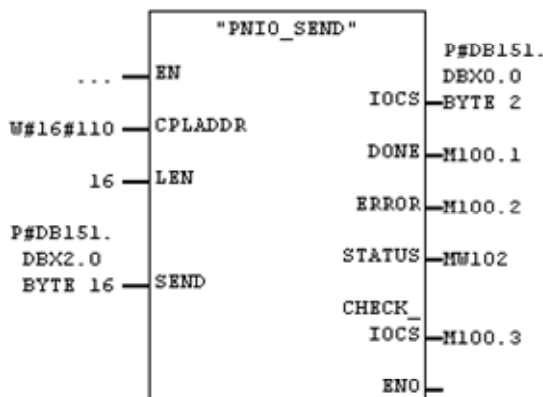 "PNIO_SEND"
... EN
W#16#110 CPLADDR
16 LEN
P#DB151.
DBX2.0
BYTE 16 SEND
P#DB151.
DBX0.0
IOCS BYTE 2
DONE M100.1
ERROR M100.2
STATUS MW102
CHECK_
IOCS M100.3
ENO